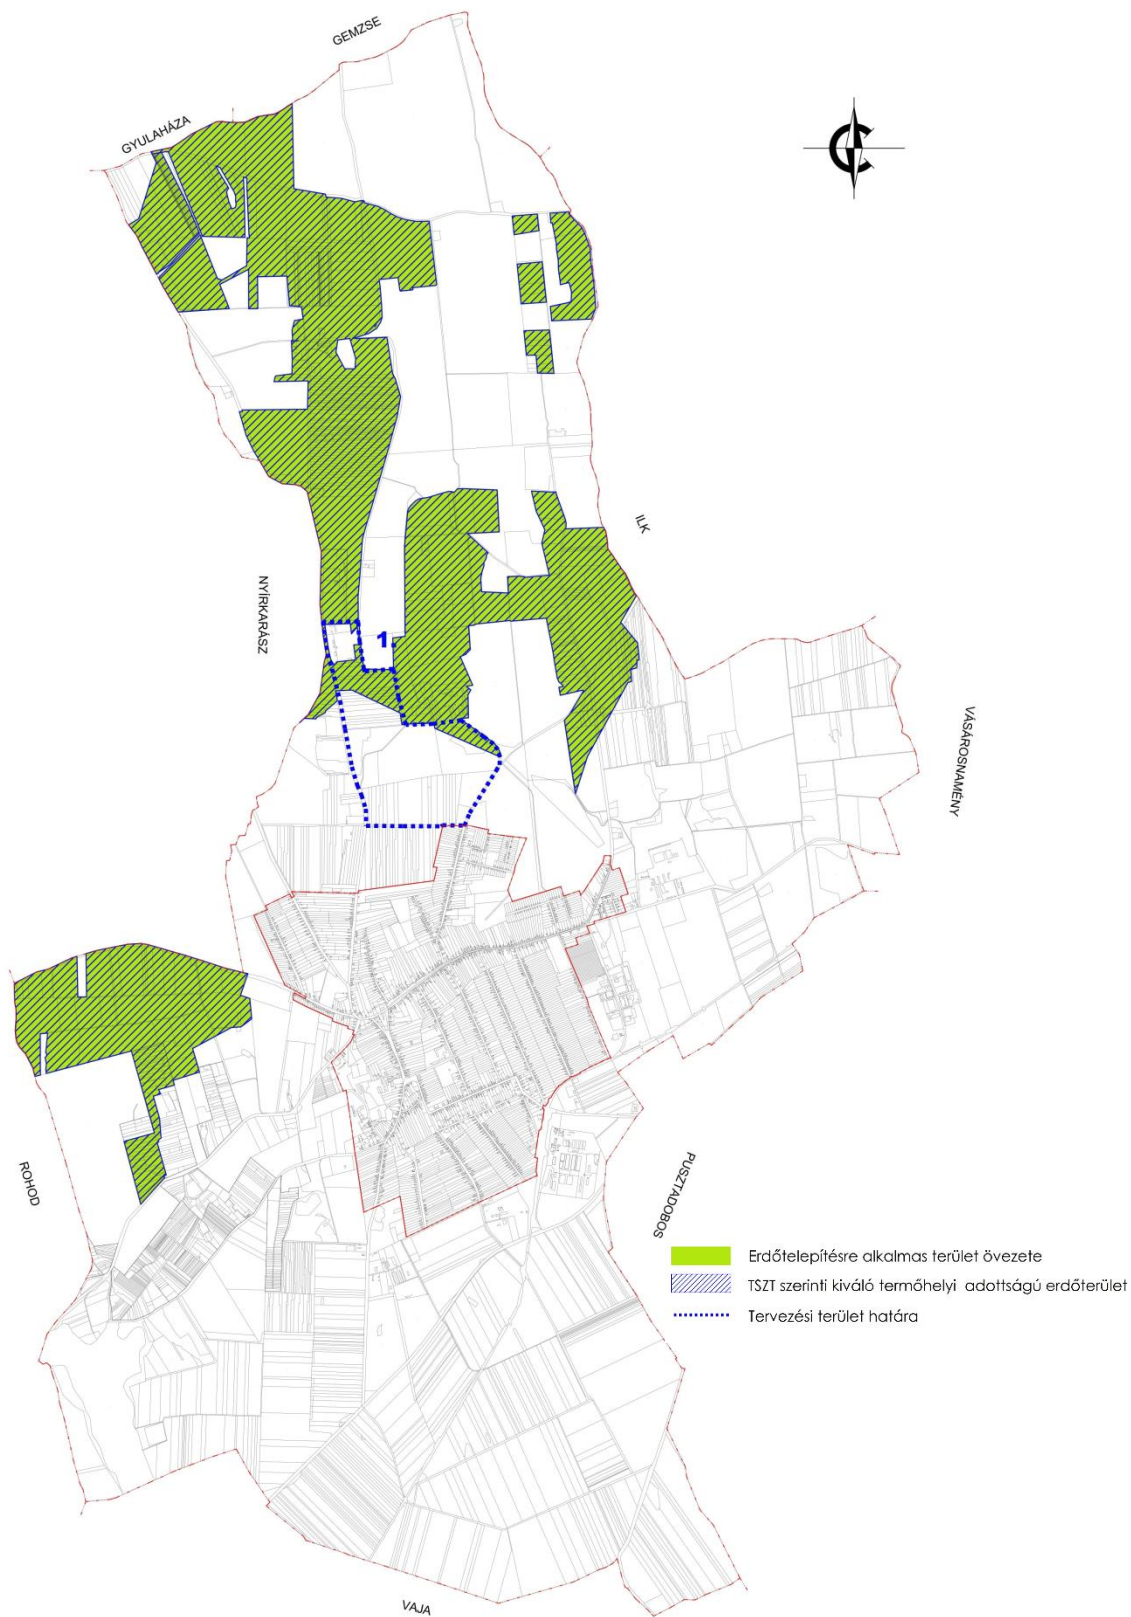 GEMZSE
GYULAHÁZA
ILK
NYÍRKARÁSZ
1.
VÁSÁROSNAMÉNY
ROHOD
PUSZTADOBOS
Erdőtelepítésre alkalmas terület övezete
TSZT szerinti kiváló termőhelyi adottságú erdőterület
Tervezési terület határa
VAJA